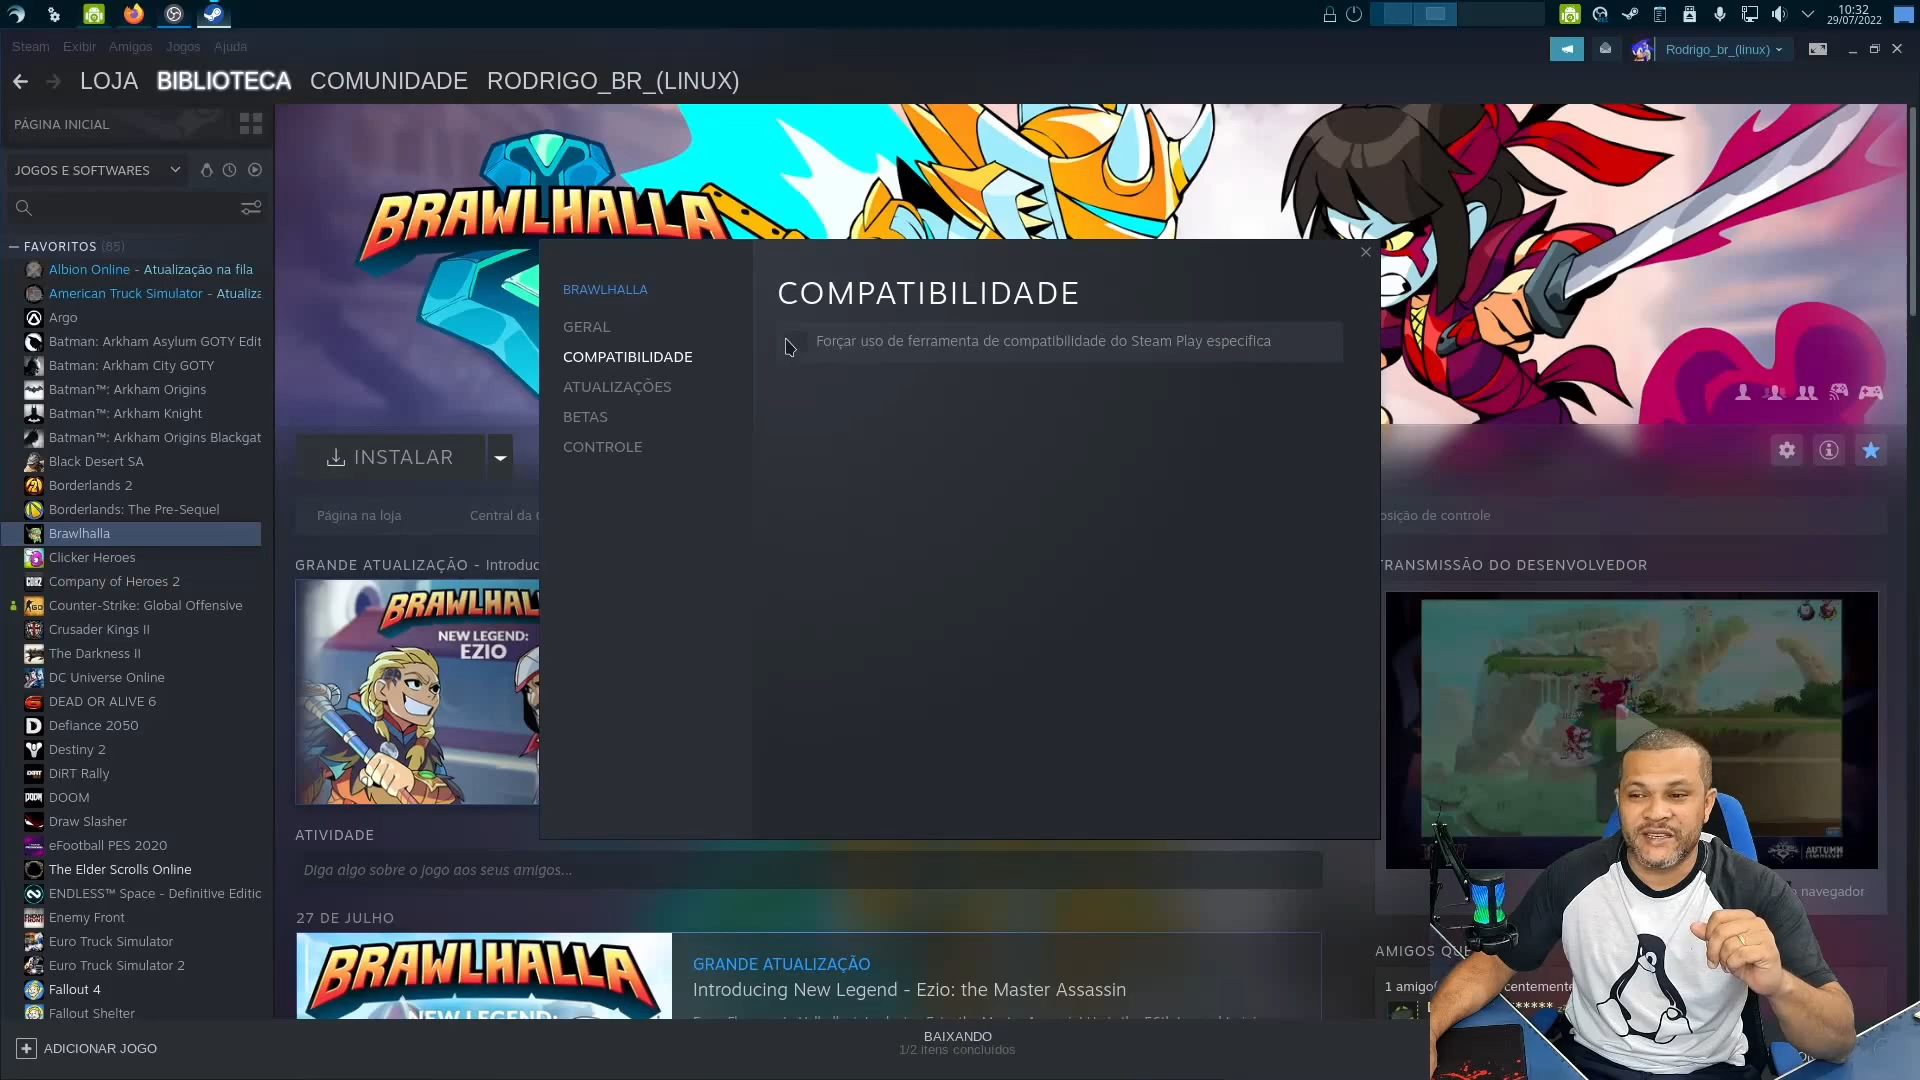 10:32
29/07/2022
Steam Exibir Amigos Jogos Ajuda
Rodrigo_br_(linux)
LOJA BIBLIOTECA COMUNIDADE RODRIGO_BR_(LINUX)
PÁGINA INICIAL
JOGOS E SOFTWARES
FAVORITOS (85)
Albion Online - Atualização na fila
American Truck Simulator - Atualiza
Argo
Batman: Arkham Asylum GOTY Edit
Batman: Arkham City GOTY
Batman™: Arkham Origins
Batman™: Arkham Knight
Batman™: Arkham Origins Blackgat
Black Desert SA
Borderlands 2
Borderlands: The Pre-Sequel
Brawlhalla
Clicker Heroes
Company of Heroes 2
Counter-Strike: Global Offensive
Crusader Kings II
The Darkness II
DC Universe Online
DEAD OR ALIVE 6
Defiance 2050
Destiny 2
DiRT Rally
DOOM
Draw Slasher
eFootball PES 2020
The Elder Scrolls Online
ENDLESS™ Space - Definitive Editic
Enemy Front
Euro Truck Simulator
Euro Truck Simulator 2
Fallout 4
Fallout Shelter
ADICIONAR JOGO
BRAWLHALLA
INSTALAR
Página na loja
Central da
osição de controle
BRAWLHALLA
GERAL
COMPATIBILIDADE
ATUALIZAÇÕES
BETAS
CONTROLE
COMPATIBILIDADE
Forçar uso de ferramenta de compatibilidade do Steam Play específica
GRANDE ATUALIZAÇÃO - Introduc
BRAWLHAL
NEW LEGEND:
EZIO
TRANSMISSÃO DO DESENVOLVEDOR
AUTUMN
navegador
ATIVIDADE
Diga algo sobre o jogo aos seus amigos...
27 DE JULHO
BRAWLHALLA
NEW LEGEND:
GRANDE ATUALIZAÇÃO
Introducing New Legend - Ezio: the Master Assassin
AMIGOS QUE
1 amigo(
centemente
BAIXANDO
1/2 itens concluídos